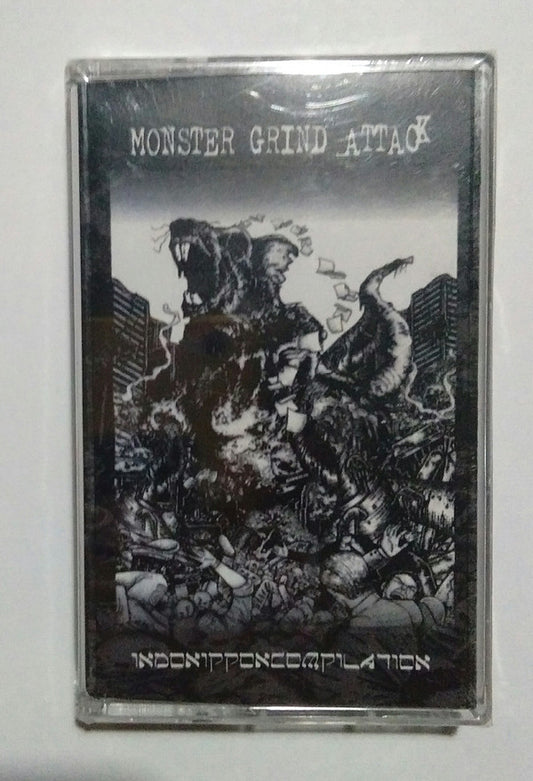 MONSTER GRIND ATTACK
INDONIPPONCOMPILATION